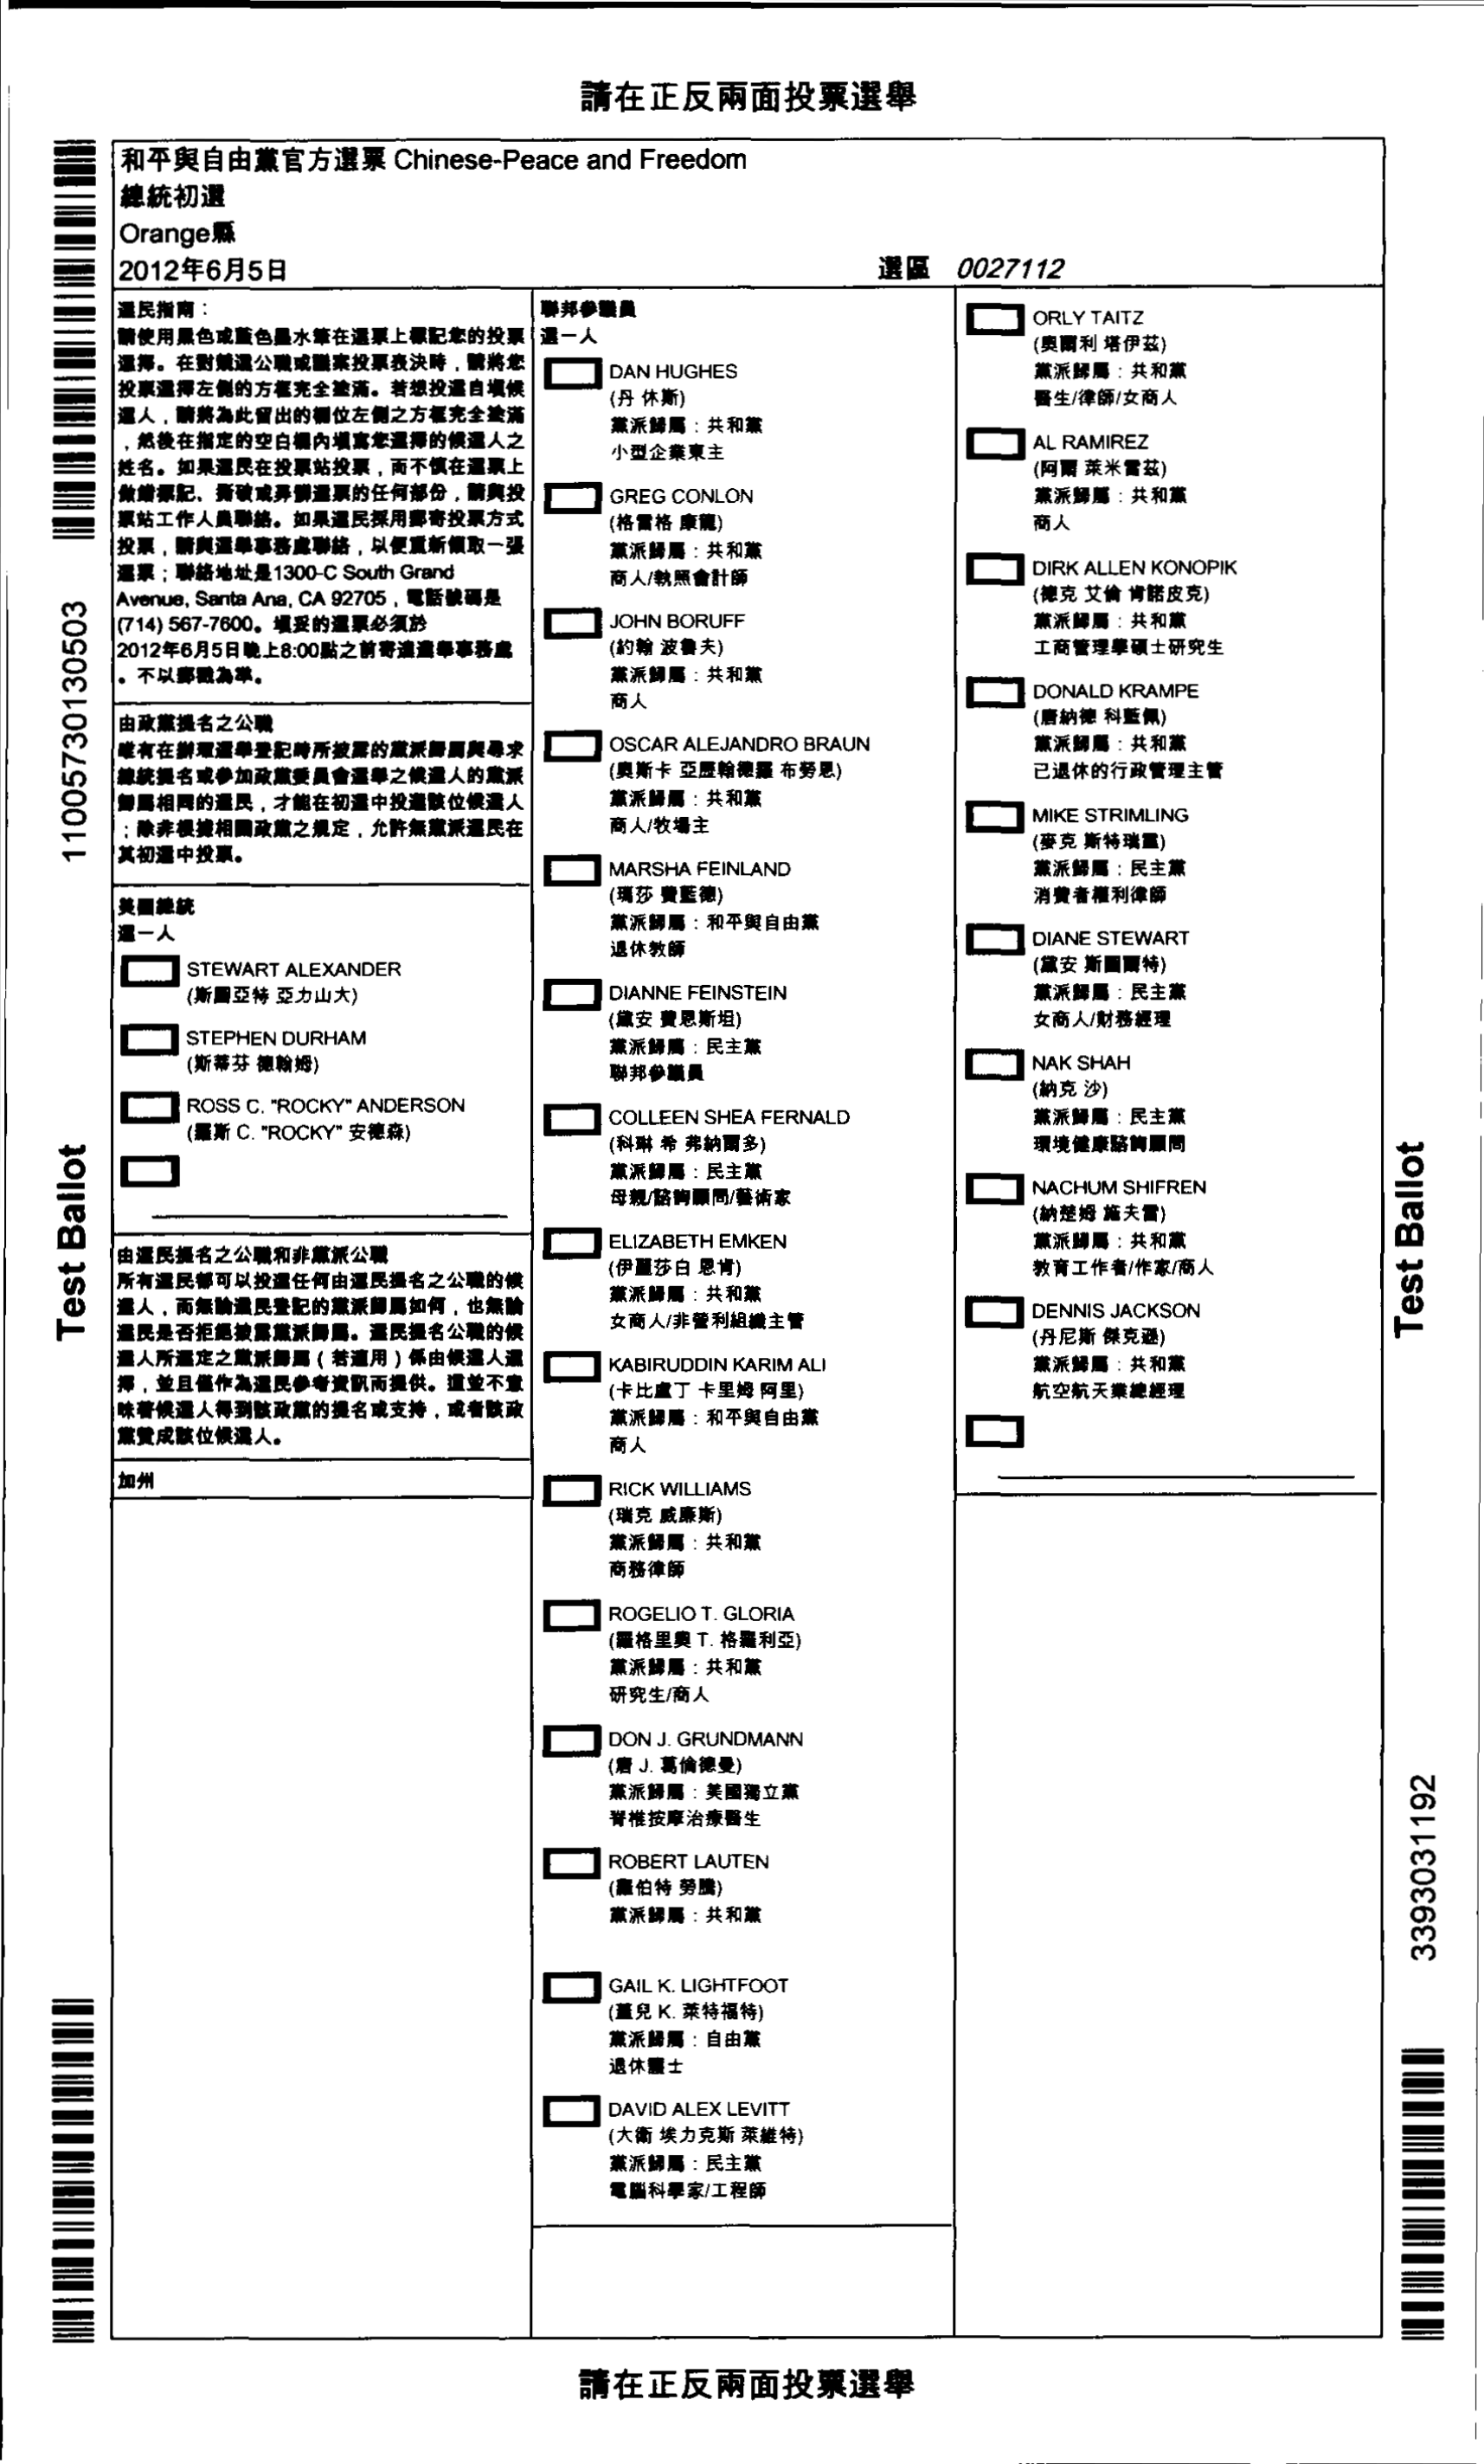 請在正反兩面投票選舉
和平與自由黨官方選票 Chinese-Peace and Freedom
總統初選
Orange縣
2012年6月5日
選區 0027112
選民指南：
請使用黑色或藍色墨水筆在選票上標記您的投票
選擇。在對競選公職或議案投票表決時，請將您
投票選擇左側的方框完全塗滿。若想投選自填候
選人，請將為此留出的欄位左側之方框完全塗滿
，然後在指定的空白欄內填寫您選擇的候選人之
姓名。如果選民在投票站投票，而不慎在選票上
做錯標記、撕破或弄髒選票的任何部份，請與投
票站工作人員聯絡。如果選民採用郵寄投票方式
投票，請與選舉事務處聯絡，以便重新領取一張
選票；聯絡地址是1300-C South Grand
Avenue, Santa Ana, CA 92705，電話號碼是
(714) 567-7600。填妥的選票必須於
2012年6月5日晚上8:00點之前寄達選舉事務處
。不以郵戳為準。
由政黨提名之公職
唯有在辦理選舉登記時所披露的黨派歸屬與尋求
總統提名或參加政黨委員會選舉之候選人的黨派
歸屬相同的選民，才能在初選中投選該位候選人
；除非根據相關政黨之規定，允許無黨派選民在
其初選中投票。
美國總統
選一人
STEWART ALEXANDER
(斯圖亞特 亞力山大)
STEPHEN DURHAM
(斯蒂芬 德翰姆)
ROSS C. "ROCKY" ANDERSON
(羅斯 C. "ROCKY" 安德森)
由選民提名之公職和非黨派公職
所有選民都可以投選任何由選民提名之公職的候
選人，而無論選民登記的黨派歸屬如何，也無論
選民是否拒絕披露黨派歸屬。選民提名公職的候
選人所選定之黨派歸屬（若適用）係由候選人選
擇，並且僅作為選民參考資訊而提供。這並不意
味著候選人得到該政黨的提名或支持，或者該政
黨贊成該位候選人。
加州
聯邦參議員
選一人
DAN HUGHES
(丹 休斯)
黨派歸屬：共和黨
小型企業東主
GREG CONLON
(格雷格 康龍)
黨派歸屬：共和黨
商人/執照會計師
JOHN BORUFF
(約翰 波魯夫)
黨派歸屬：共和黨
商人
OSCAR ALEJANDRO BRAUN
(奧斯卡 亞歷翰德羅 布勞恩)
黨派歸屬：共和黨
商人/牧場主
MARSHA FEINLAND
(瑪莎 費藍德)
黨派歸屬：和平與自由黨
退休教師
DIANNE FEINSTEIN
(黛安 費恩斯坦)
黨派歸屬：民主黨
聯邦參議員
COLLEEN SHEA FERNALD
(科琳 希 弗納爾多)
黨派歸屬：民主黨
母親/諮詢顧問/藝術家
ELIZABETH EMKEN
(伊麗莎白 恩肯)
黨派歸屬：共和黨
女商人/非營利組織主管
KABIRUDDIN KARIM ALI
(卡比盧丁 卡里姆 阿里)
黨派歸屬：和平與自由黨
商人
RICK WILLIAMS
(瑞克 威廉斯)
黨派歸屬：共和黨
商務律師
ROGELIO T. GLORIA
(羅格里奧 T. 格羅利亞)
黨派歸屬：共和黨
研究生/商人
DON J. GRUNDMANN
(唐 J. 葛倫德曼)
黨派歸屬：美國獨立黨
脊椎按摩治療醫生
ROBERT LAUTEN
(羅伯特 勞騰)
黨派歸屬：共和黨
GAIL K. LIGHTFOOT
(蓋兒 K. 萊特福特)
黨派歸屬：自由黨
退休護士
DAVID ALEX LEVITT
(大衛 埃力克斯 萊維特)
黨派歸屬：民主黨
電腦科學家/工程師
ORLY TAITZ
(奧爾利 塔伊茲)
黨派歸屬：共和黨
醫生/律師/女商人
AL RAMIREZ
(阿爾 萊米雷茲)
黨派歸屬：共和黨
商人
DIRK ALLEN KONOPIK
(德克 艾倫 肯諾皮克)
黨派歸屬：共和黨
工商管理學碩士研究生
DONALD KRAMPE
(唐納德 科藍佩)
黨派歸屬：共和黨
已退休的行政管理主管
MIKE STRIMLING
(麥克 斯特瑞靈)
黨派歸屬：民主黨
消費者權利律師
DIANE STEWART
(黛安 斯圖爾特)
黨派歸屬：民主黨
女商人/財務經理
NAK SHAH
(納克 沙)
黨派歸屬：民主黨
環境健康諮詢顧問
NACHUM SHIFREN
(納楚姆 施夫雷)
黨派歸屬：共和黨
教育工作者/作家/商人
DENNIS JACKSON
(丹尼斯 傑克遜)
黨派歸屬：共和黨
航空航天業總經理
11005730130503
Test Ballot
Test Ballot
3393031192
請在正反兩面投票選舉